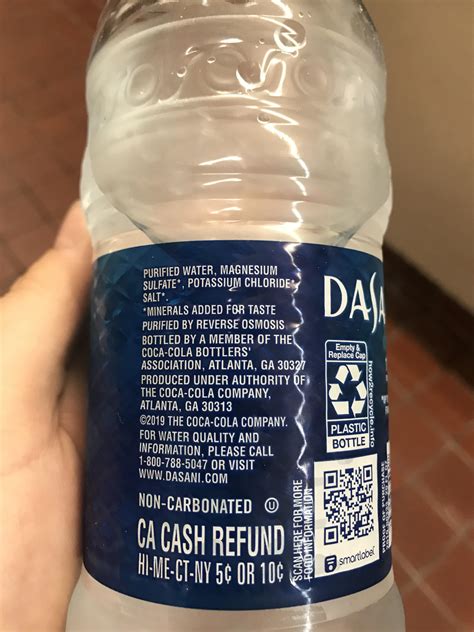 PURIFIED WATER, MAGNESIUM
SULFATE*, POTASSIUM CHLORIDE*,
SALT*.
*MINERALS ADDED FOR TASTE
PURIFIED BY REVERSE OSMOSIS
BOTTLED BY A MEMBER OF THE
COCA-COLA BOTTLERS'
ASSOCIATION, ATLANTA, GA 30327
PRODUCED UNDER AUTHORITY OF
THE COCA-COLA COMPANY,
ATLANTA, GA 30313
©2019 THE COCA-COLA COMPANY.
FOR WATER QUALITY AND
INFORMATION, PLEASE CALL
1-800-788-5047 OR VISIT
WWW.DASANI.COM
NON-CARBONATED U
CA CASH REFUND
HI-ME-CT-NY 5¢ OR 10¢
DASA
Empty &
Replace Cap
PLASTIC
BOTTLE
how2recycle.info
SCAN HERE FOR MORE
FOOD INFORMATION
smartlabel